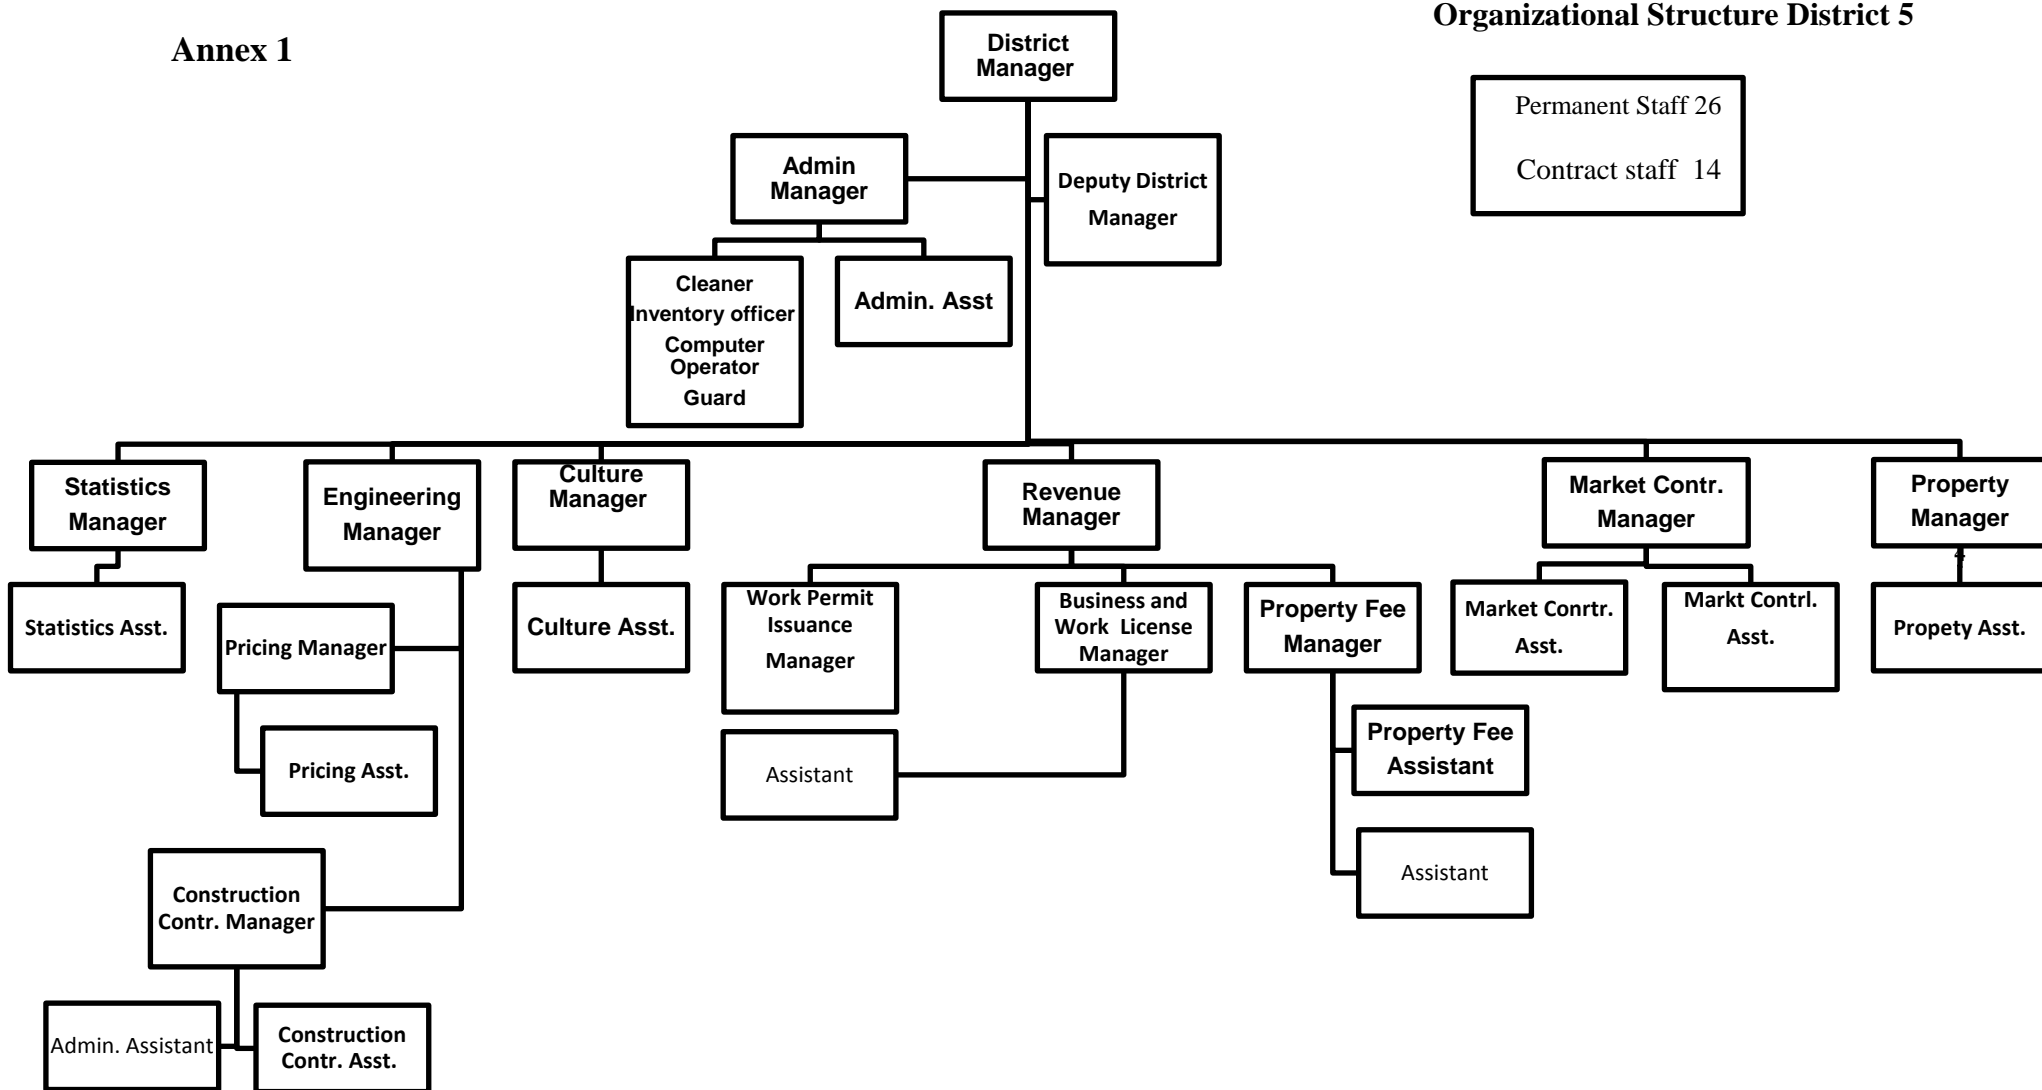 Organizational Structure District 5
Annex 1
District
Manager
Permanent Staff 26
Contract staff 14
Admin
Manager
Deputy District
Manager
Cleaner
Inventory officer
Computer
Operator
Guard
Admin. Asst
Statistics
Manager
Engineering
Manager
Culture
Manager
Revenue
Manager
Market Contr.
Manager
Property
Manager
4
Statistics Asst.
Pricing Manager
Culture Asst.
Work Permit
Issuance
Manager
Business and
Work License
Manager
Property Fee
Manager
Market Conrtr.
Asst.
Markt Contrl.
Asst.
Propety Asst.
Pricing Asst.
Assistant
Property Fee
Assistant
Assistant
Construction
Contr. Manager
Admin. Assistant
Construction
Contr. Asst.